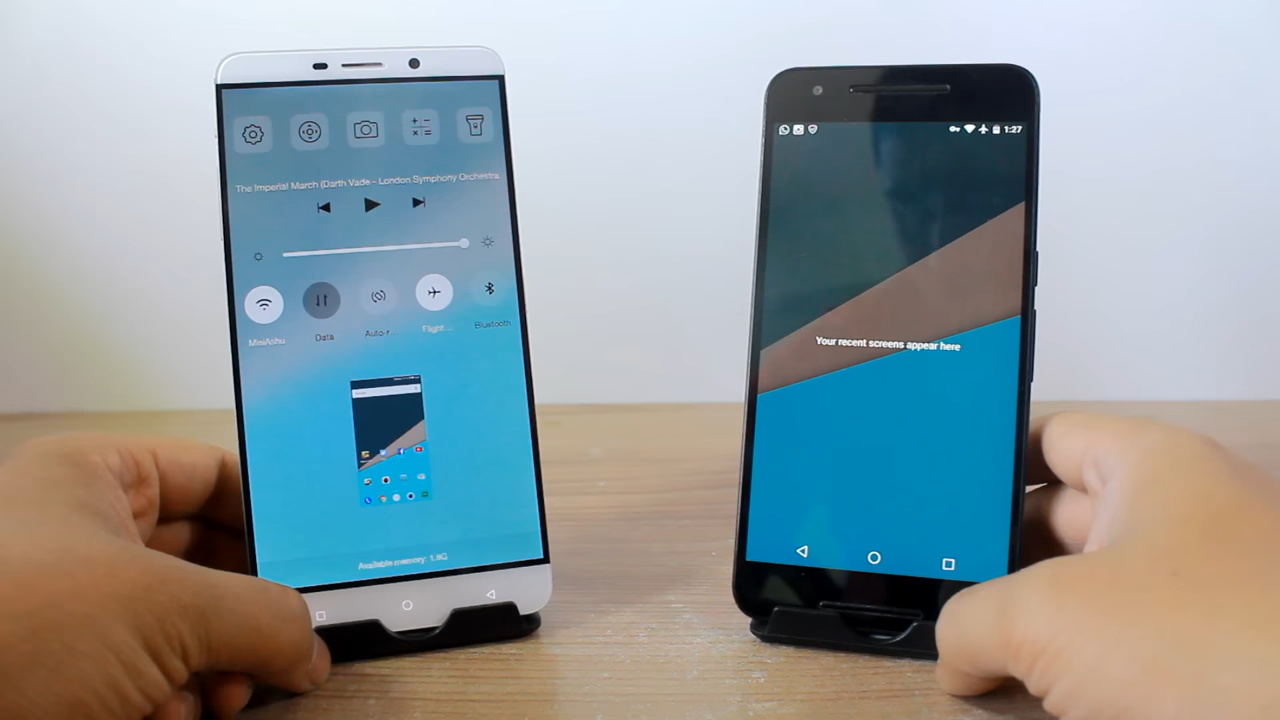 The Imperial March (Darth Vade – London Symphony Orchestra
MisiAshu
Data
Auto-r...
Flight...
Bluetooth
Available memory: 1.8G
1:27
Your recent screens appear here